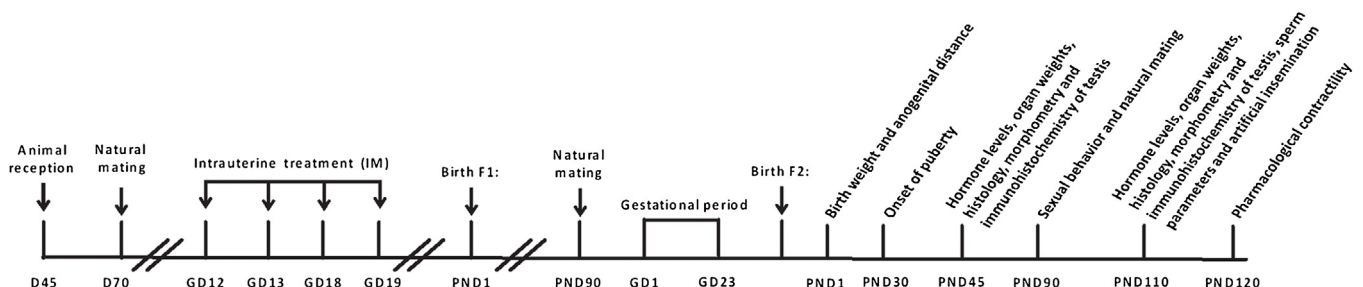 Animal
reception
Natural
mating
Intrauterine treatment (IM)
Birth F1:
Natural
mating
Gestational period
Birth F2:
Birth weight and anogenital distance
Onset of puberty
Hormone levels, organ weights,
histology, morphometry and
immunohistochemistry of testis
Sexual behavior and natural mating
Hormone levels, organ weights,
histology, morphometry and
immunohistochemistry of testis, sperm
parameters and artificial insemination
Pharmacological contractility
D45 D70 GD12 GD13 GD18 GD19 PND1 PND90 GD1 GD23 PND1 PND30 PND45 PND90 PND110 PND120